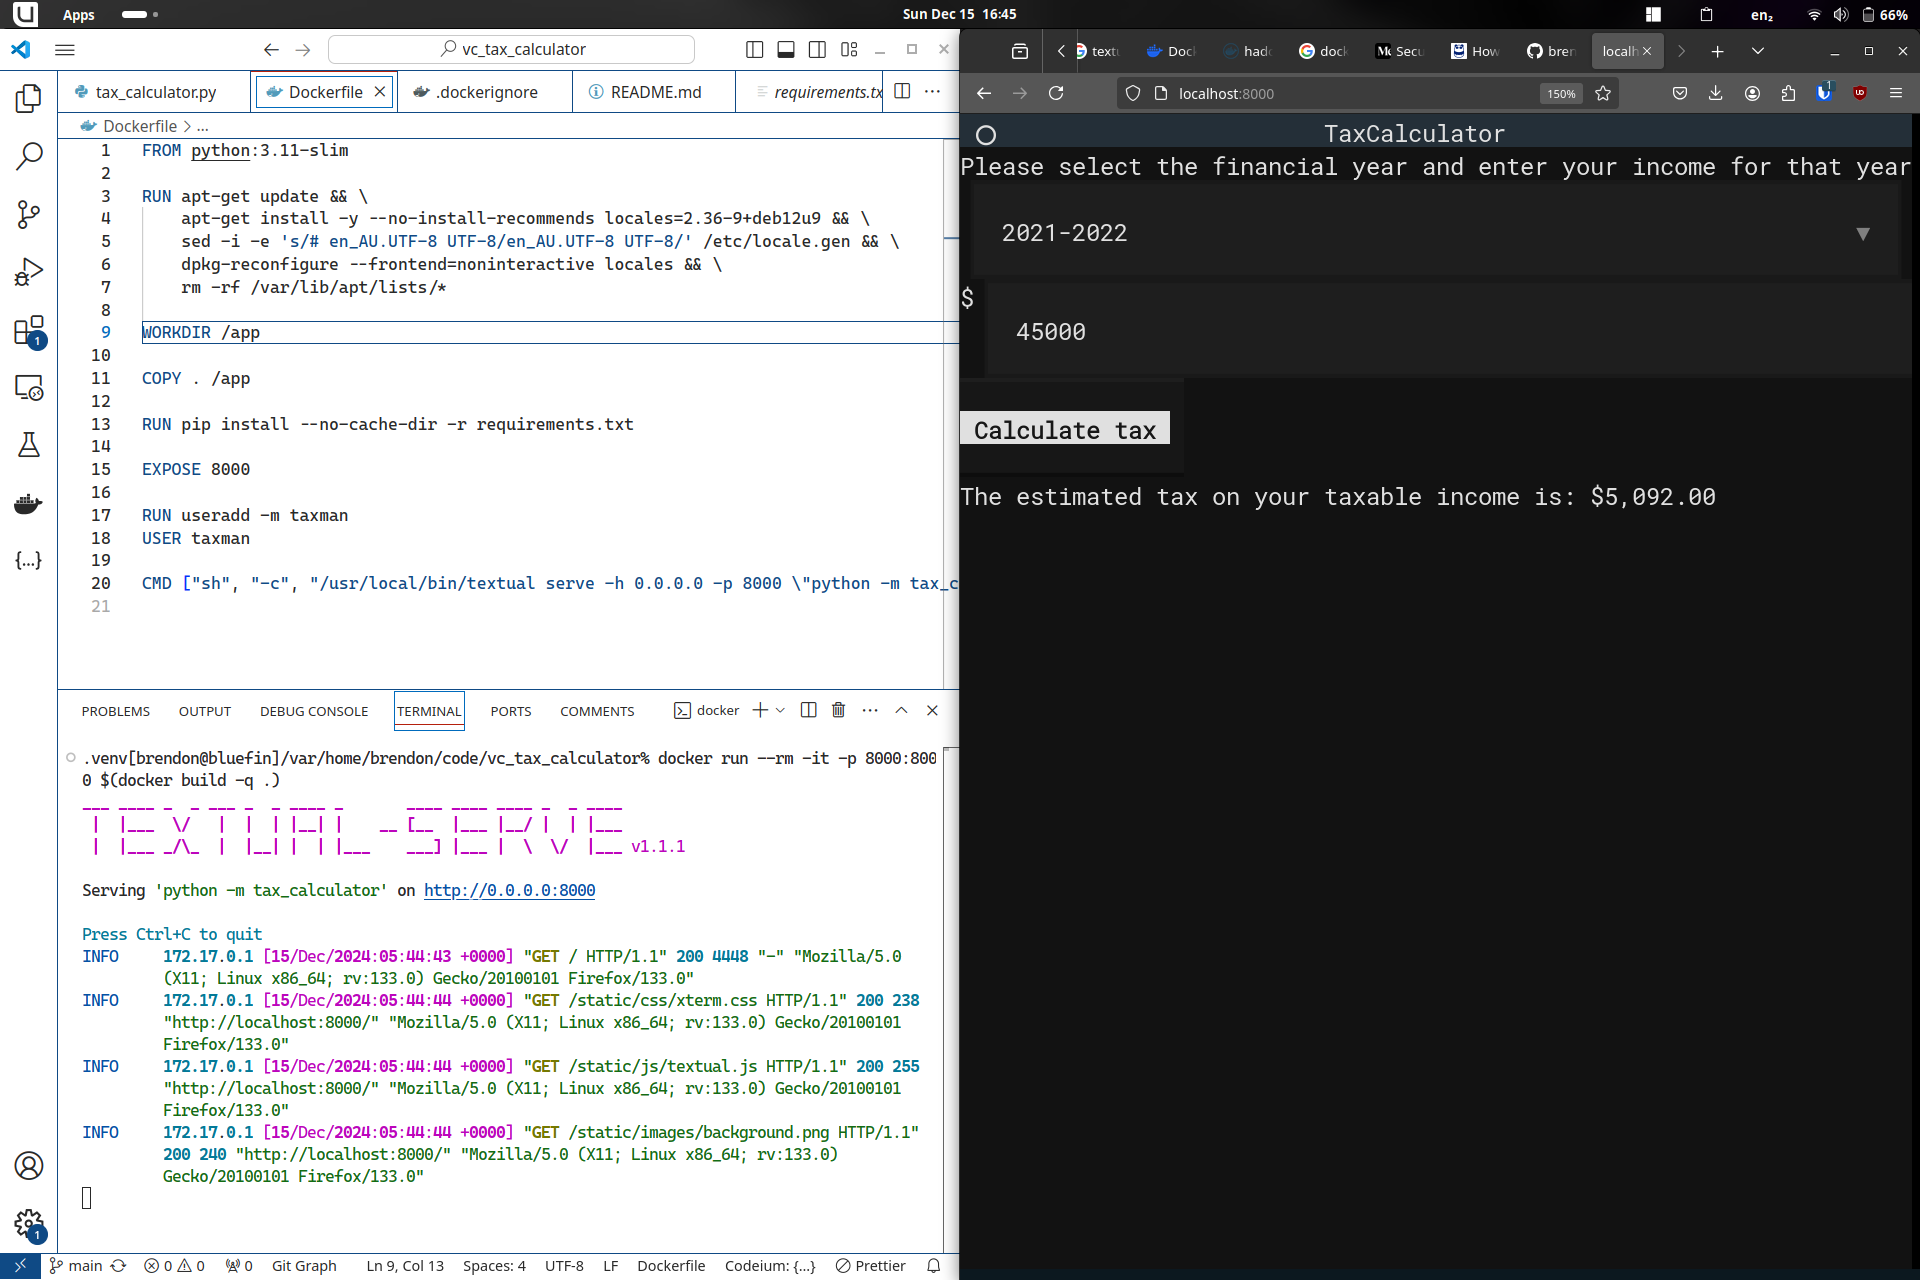 Apps
Sun Dec 15 16:45
en₂
66%
vc_tax_calculator
tax_calculator.py
Dockerfile
.dockerignore
README.md
requirements.tx
Dockerfile > ...
1 FROM python:3.11-slim
2
3 RUN apt-get update && \
4 apt-get install -y --no-install-recommends locales=2.36-9+deb12u9 && \
5 sed -i -e 's/# en_AU.UTF-8 UTF-8/en_AU.UTF-8 UTF-8/' /etc/locale.gen && \
6 dpkg-reconfigure --frontend=noninteractive locales && \
7 rm -rf /var/lib/apt/lists/*
8
9 WORKDIR /app
10
11 COPY . /app
12
13 RUN pip install --no-cache-dir -r requirements.txt
14
15 EXPOSE 8000
16
17 RUN useradd -m taxman
18 USER taxman
19
20 CMD ["sh", "-c", "/usr/local/bin/textual serve -h 0.0.0.0 -p 8000 \"python -m tax_c
21
1
{...}
1
PROBLEMS OUTPUT DEBUG CONSOLE TERMINAL PORTS COMMENTS
docker
.venv[brendon@bluefin]/var/home/brendon/code/vc_tax_calculator% docker run --rm -it -p 8000:800
0 $(docker build -q .)
TEXTUAL-SERVE v1.1.1
Serving 'python -m tax_calculator' on http://0.0.0.0:8000
Press Ctrl+C to quit
INFO 172.17.0.1 [15/Dec/2024:05:44:43 +0000] "GET / HTTP/1.1" 200 4448 "-" "Mozilla/5.0
(X11; Linux x86_64; rv:133.0) Gecko/20100101 Firefox/133.0"
INFO 172.17.0.1 [15/Dec/2024:05:44:44 +0000] "GET /static/css/xterm.css HTTP/1.1" 200 238
"http://localhost:8000/" "Mozilla/5.0 (X11; Linux x86_64; rv:133.0) Gecko/20100101
Firefox/133.0"
INFO 172.17.0.1 [15/Dec/2024:05:44:44 +0000] "GET /static/js/textual.js HTTP/1.1" 200 255
"http://localhost:8000/" "Mozilla/5.0 (X11; Linux x86_64; rv:133.0) Gecko/20100101
Firefox/133.0"
INFO 172.17.0.1 [15/Dec/2024:05:44:44 +0000] "GET /static/images/background.png HTTP/1.1"
200 240 "http://localhost:8000/" "Mozilla/5.0 (X11; Linux x86_64; rv:133.0)
Gecko/20100101 Firefox/133.0"
main 0 0 0 Git Graph Ln 9, Col 13 Spaces: 4 UTF-8 LF Dockerfile Codeium: {...} Prettier
textu
Doc
hado
dock
Secu
How
bren
localh
localhost:8000
150%
1
TaxCalculator
Please select the financial year and enter your income for that year
2021-2022
$
45000
Calculate tax
The estimated tax on your taxable income is: $5,092.00